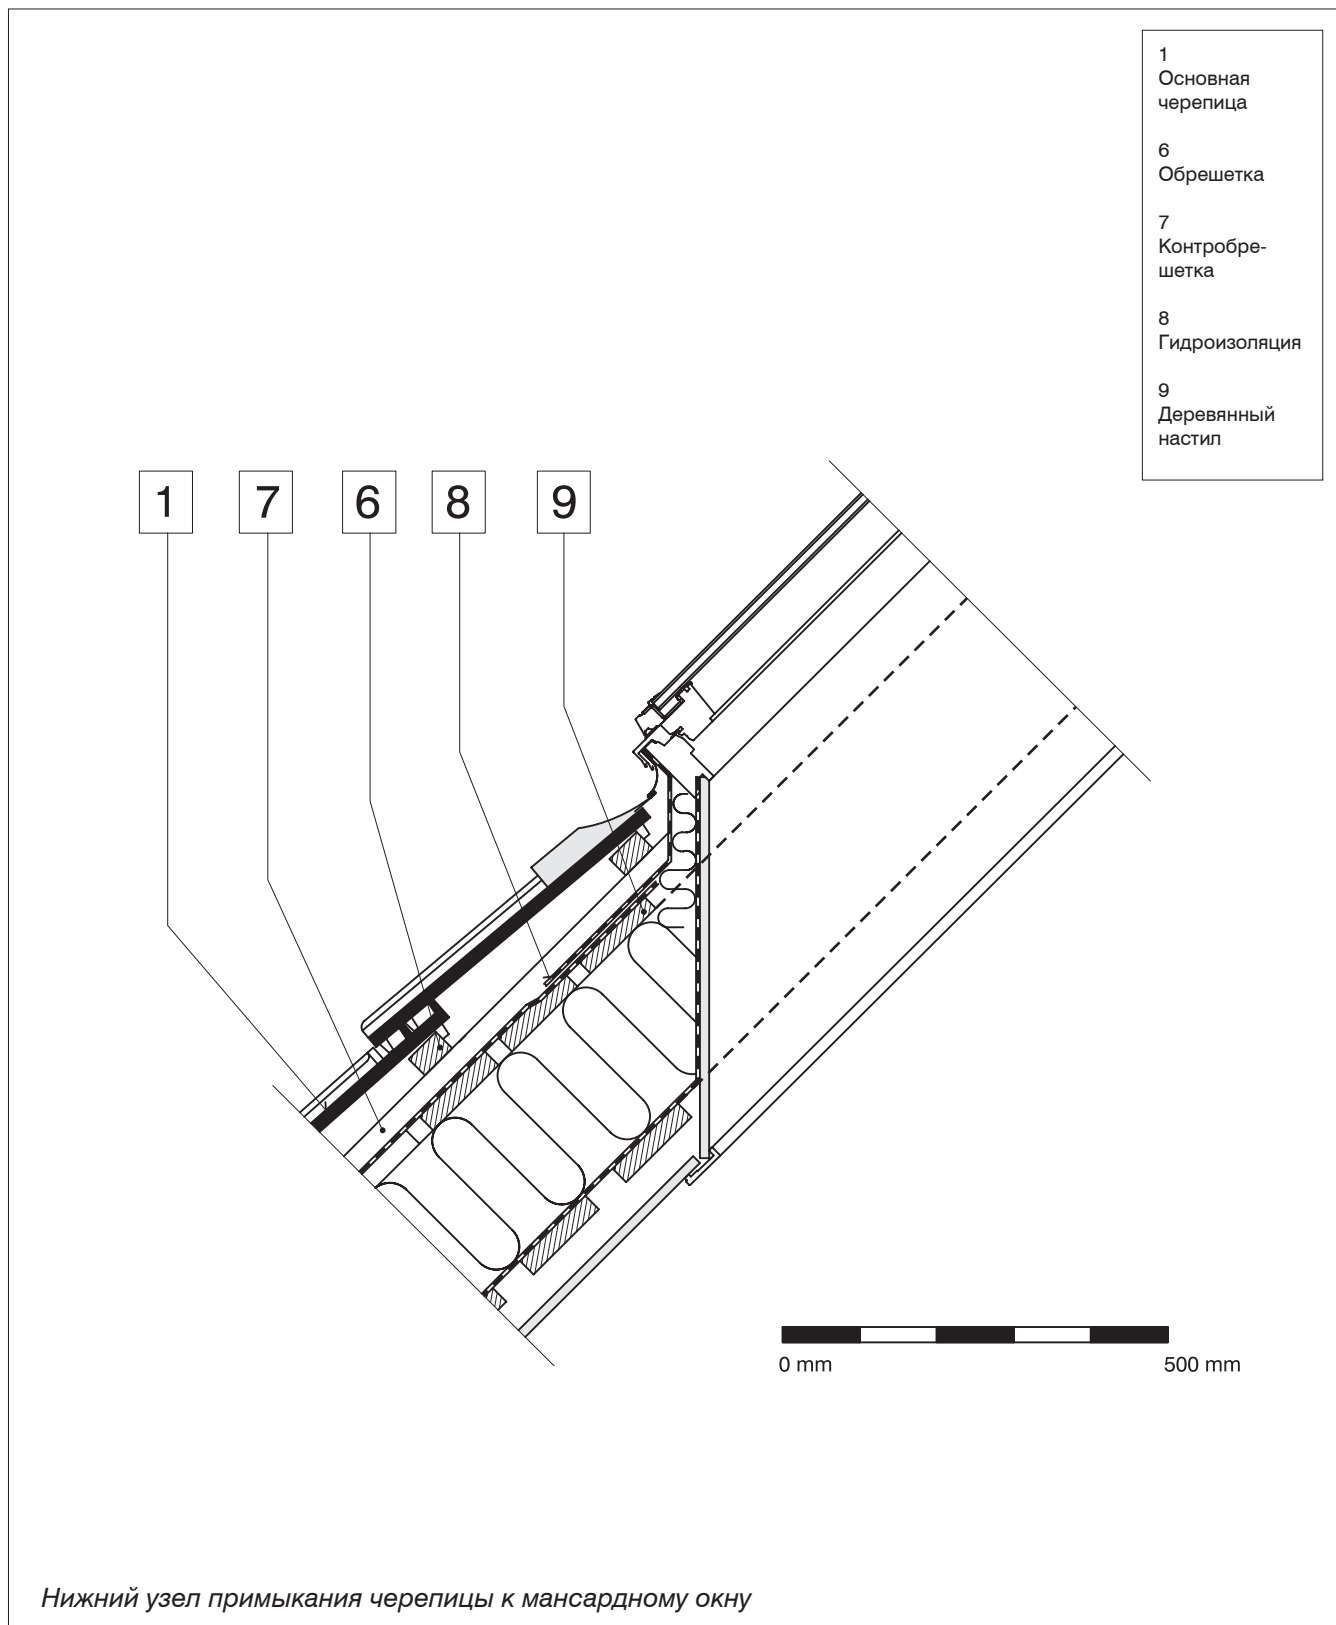 1
Основная
черепица
6
Обрешетка
7
Контробре-
шетка
8
Гидроизоляция
9
Деревянный
настил
1 7 6 8 9
0 mm 500 mm
Нижний узел примыкания черепицы к мансардному окну